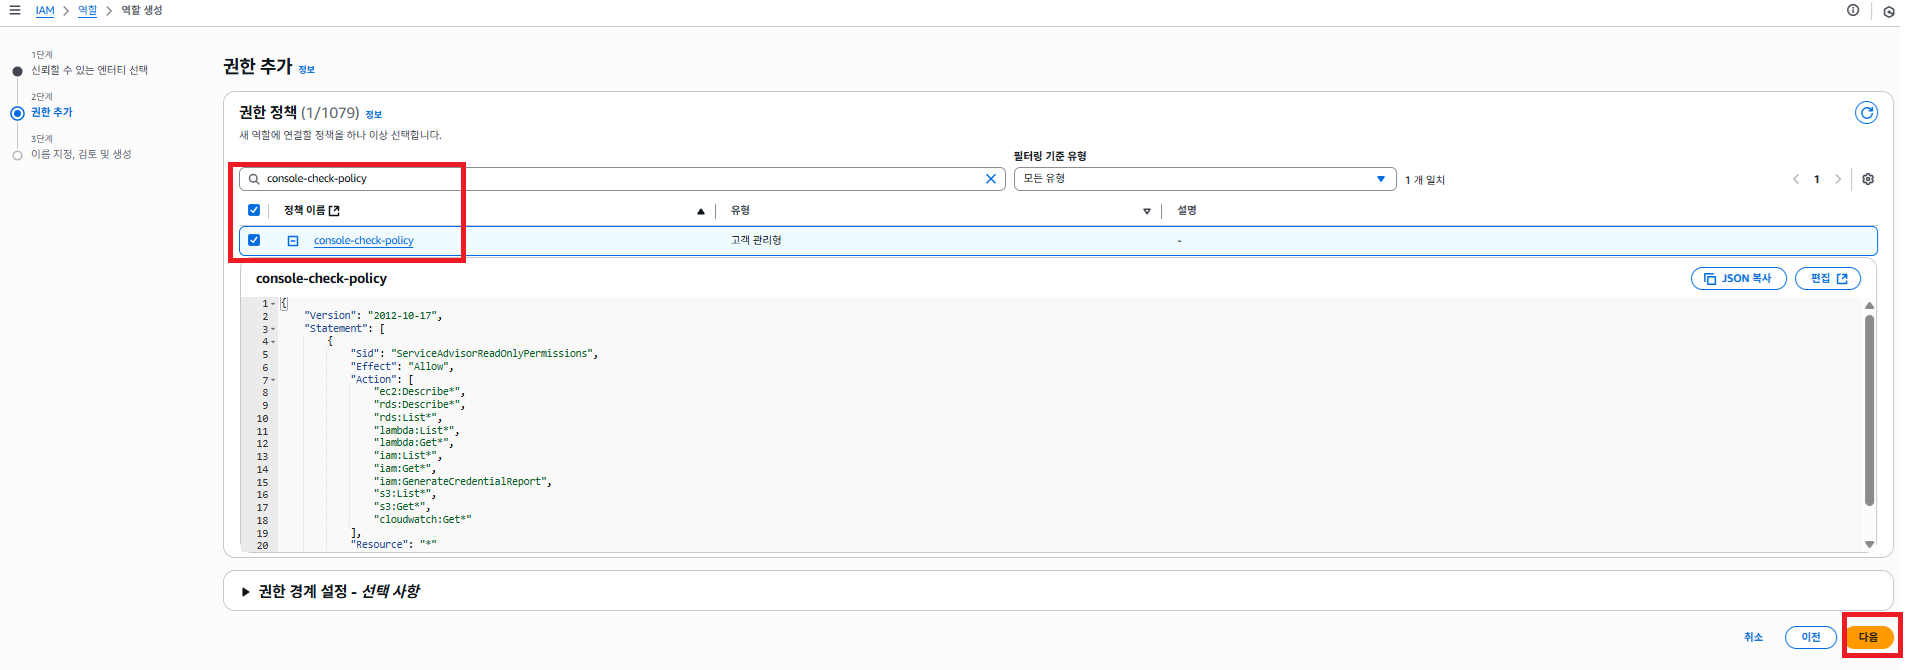 IAM > 역할 > 역할 생성
1단계
신뢰할 수 있는 엔터티 선택
2단계
권한 추가
3단계
이름 지정, 검토 및 생성
권한 추가 정보
권한 정책 (1/1079) 정보
새 역할에 연결할 정책을 하나 이상 선택합니다.
필터링 기준 유형
console-check-policy
모든 유형
1 개 일치
1
정책 이름
유형
설명
console-check-policy
고객 관리형
-
console-check-policy
JSON 복사
편집
1 {
2 "Version": "2012-10-17",
3 "Statement": [
4 {
5 "Sid": "ServiceAdvisorReadOnlyPermissions",
6 "Effect": "Allow",
7 "Action": [
8 "ec2:Describe*",
9 "rds:Describe*",
10 "rds:List*",
11 "lambda:List*",
12 "lambda:Get*",
13 "iam:List*",
14 "iam:Get*",
15 "iam:GenerateCredentialReport",
16 "s3:List*",
17 "s3:Get*",
18 "cloudwatch:Get*"
19 ],
20 "Resource": "*"
권한 경계 설정 - 선택 사항
취소
이전
다음